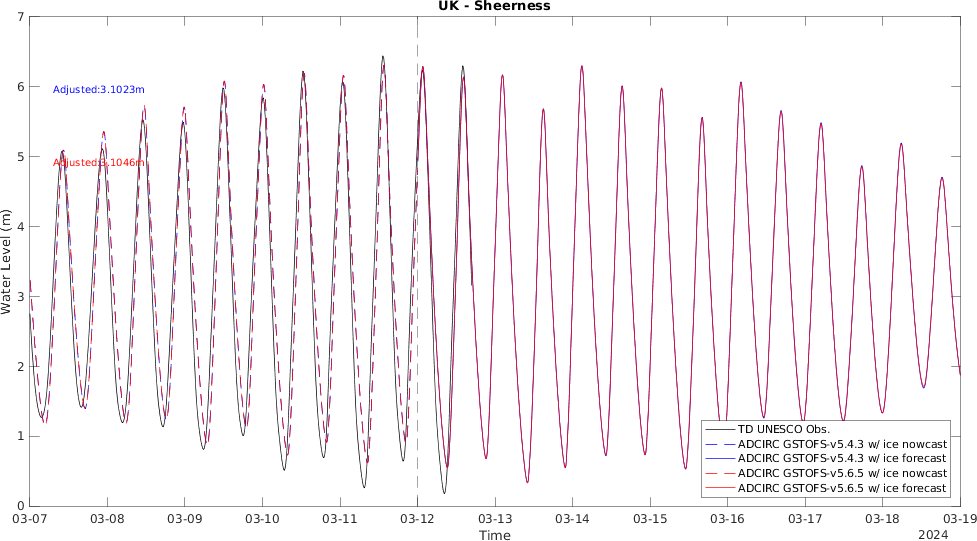 UK - Sheerness
7
6
5
4
3
2
1
0
Water Level (m)
Adjusted:3.1023m
Adjusted:3.1046m
TD UNESCO Obs.
ADCIRC GSTOFS-v5.4.3 w/ ice nowcast
ADCIRC GSTOFS-v5.4.3 w/ ice forecast
ADCIRC GSTOFS-v5.6.5 w/ ice nowcast
ADCIRC GSTOFS-v5.6.5 w/ ice forecast
03-07 03-08 03-09 03-10 03-11 03-12 03-13 03-14 03-15 03-16 03-17 03-18 03-19
Time
2024